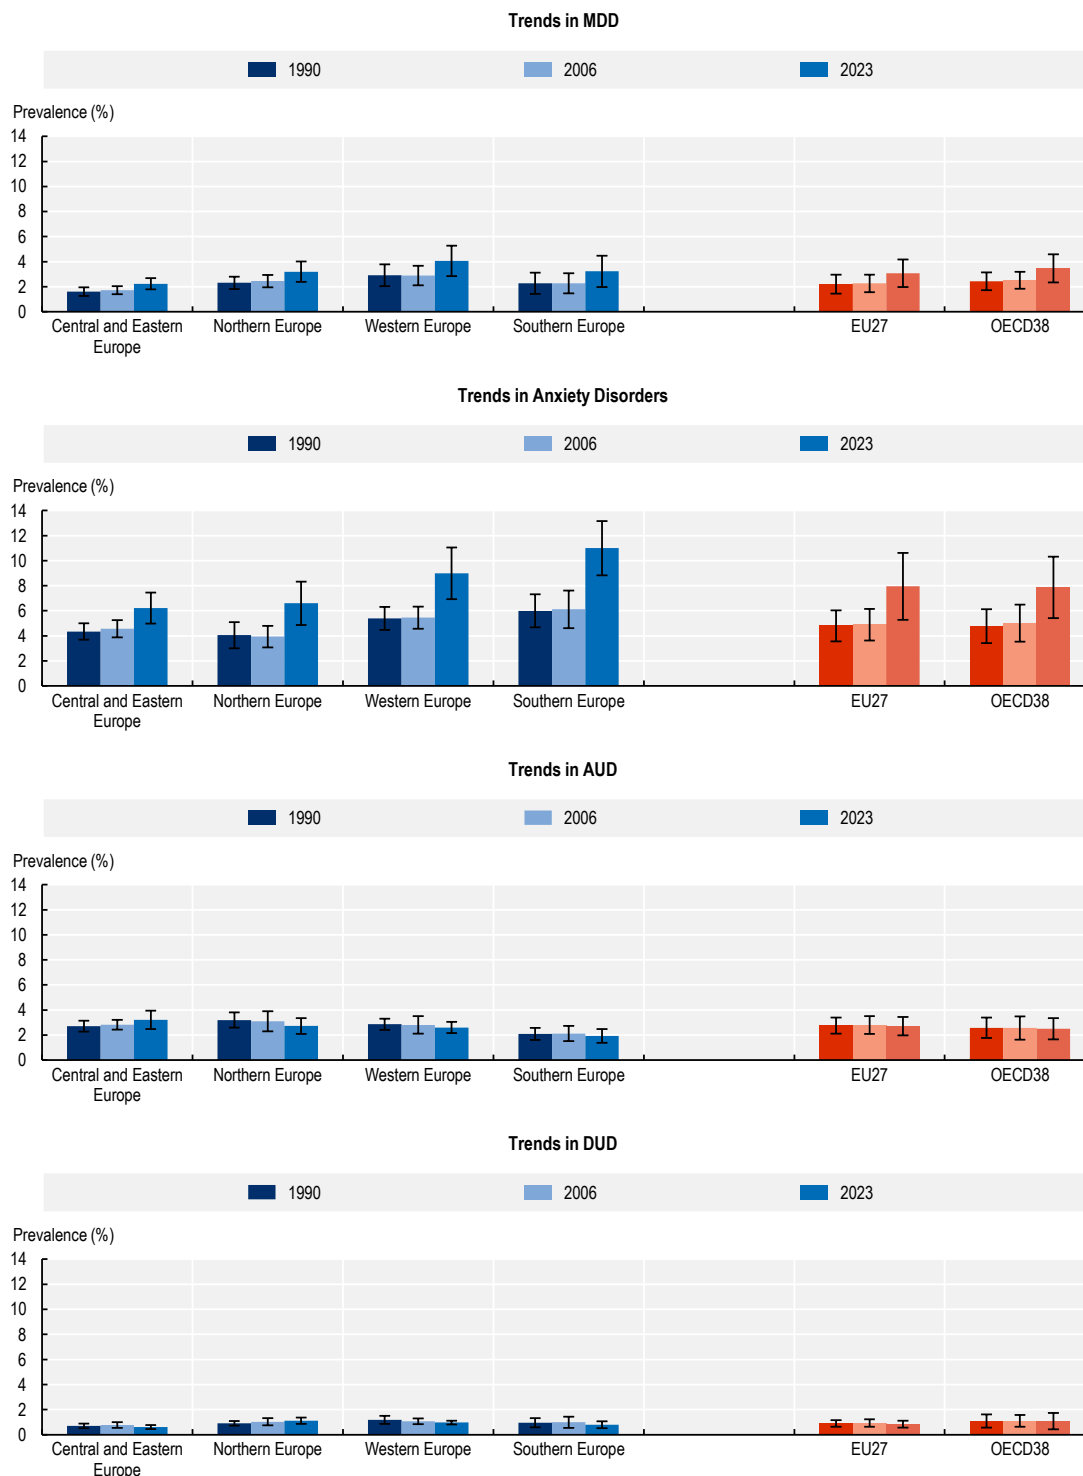 Trends in MDD
1990 2006 2023
Prevalence (%)
14
12
10
8
6
4
2
0
Central and Eastern Europe Northern Europe Western Europe Southern Europe EU27 OECD38
Trends in Anxiety Disorders
1990 2006 2023
Prevalence (%)
14
12
10
8
6
4
2
0
Central and Eastern Europe Northern Europe Western Europe Southern Europe EU27 OECD38
Trends in AUD
1990 2006 2023
Prevalence (%)
14
12
10
8
6
4
2
0
Central and Eastern Europe Northern Europe Western Europe Southern Europe EU27 OECD38
Trends in DUD
1990 2006 2023
Prevalence (%)
14
12
10
8
6
4
2
0
Central and Eastern Europe Northern Europe Western Europe Southern Europe EU27 OECD38